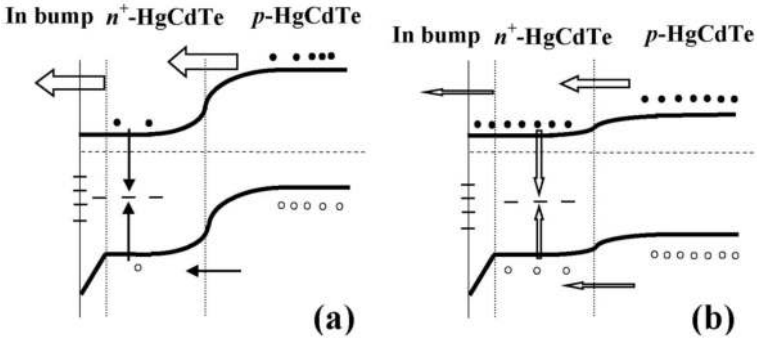 In bump n⁺-HgCdTe p-HgCdTe
(a)
In bump n⁺-HgCdTe p-HgCdTe
(b)